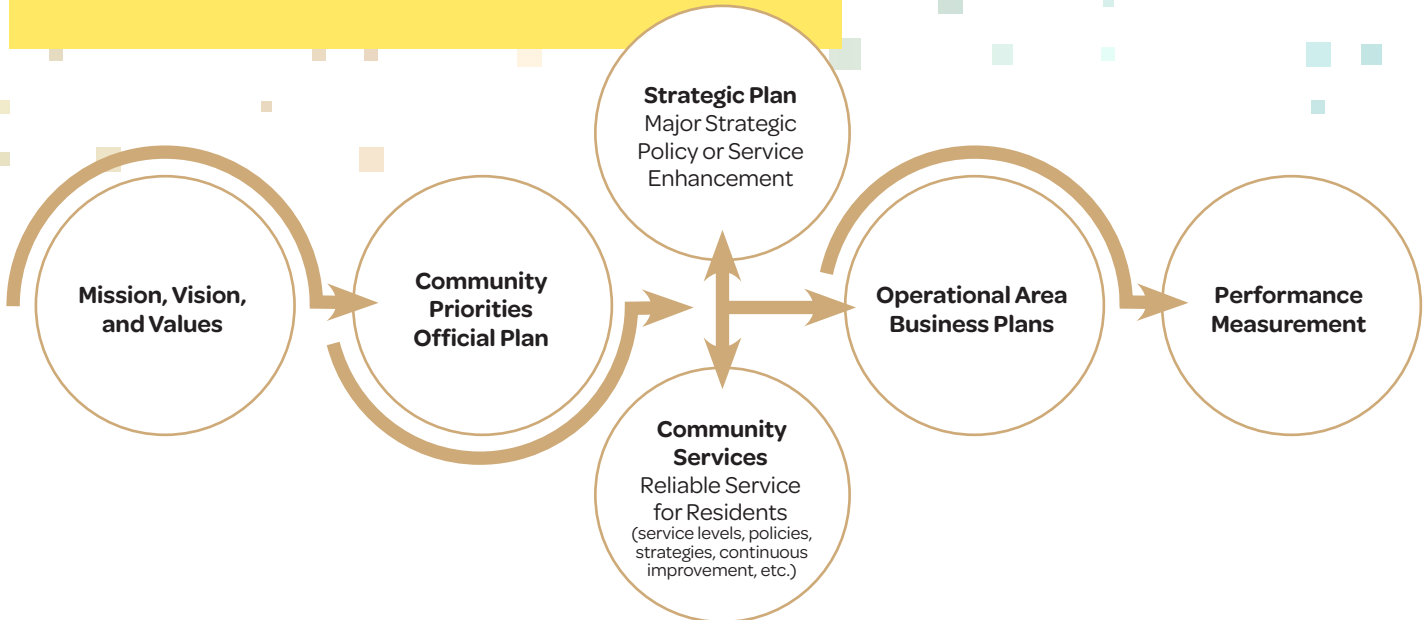 Mission, Vision,
and Values
Community
Priorities
Official Plan
Strategic Plan
Major Strategic
Policy or Service
Enhancement
Community
Services
Reliable Service
for Residents
(service levels, policies,
strategies, continuous
improvement, etc.)
Operational Area
Business Plans
Performance
Measurement